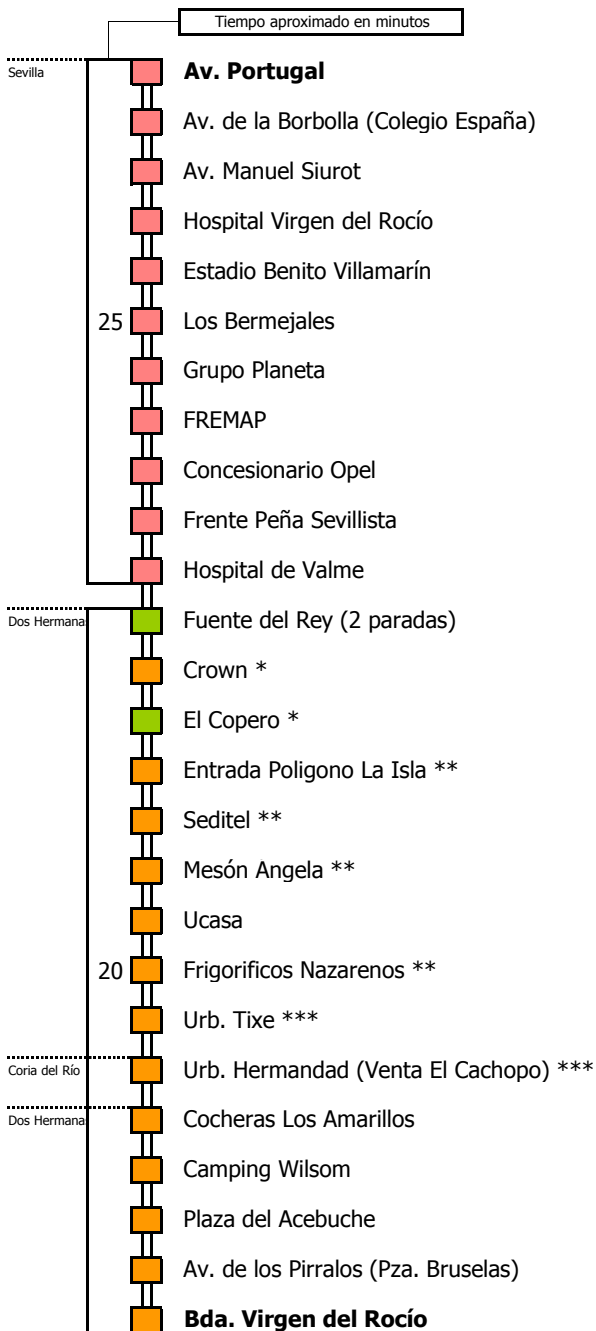 Tiempo aproximado en minutos
Sevilla
Av. Portugal
Av. de la Borbolla (Colegio España)
Av. Manuel Siurot
Hospital Virgen del Rocío
Estadio Benito Villamarín
25 Los Bermejales
Grupo Planeta
FREMAP
Concesionario Opel
Frente Peña Sevillista
Hospital de Valme
Dos Hermana
Fuente del Rey (2 paradas)
Crown *
El Copero *
Entrada Poligono La Isla **
Seditel **
Mesón Angela **
Ucasa
20 Frigorificos Nazarenos **
Urb. Tixe ***
Coria del Río
Urb. Hermandad (Venta El Cachopo) ***
Dos Hermana
Cocheras Los Amarillos
Camping Wilsom
Plaza del Acebuche
Av. de los Pirralos (Pza. Bruselas)
Bda. Virgen del Rocío